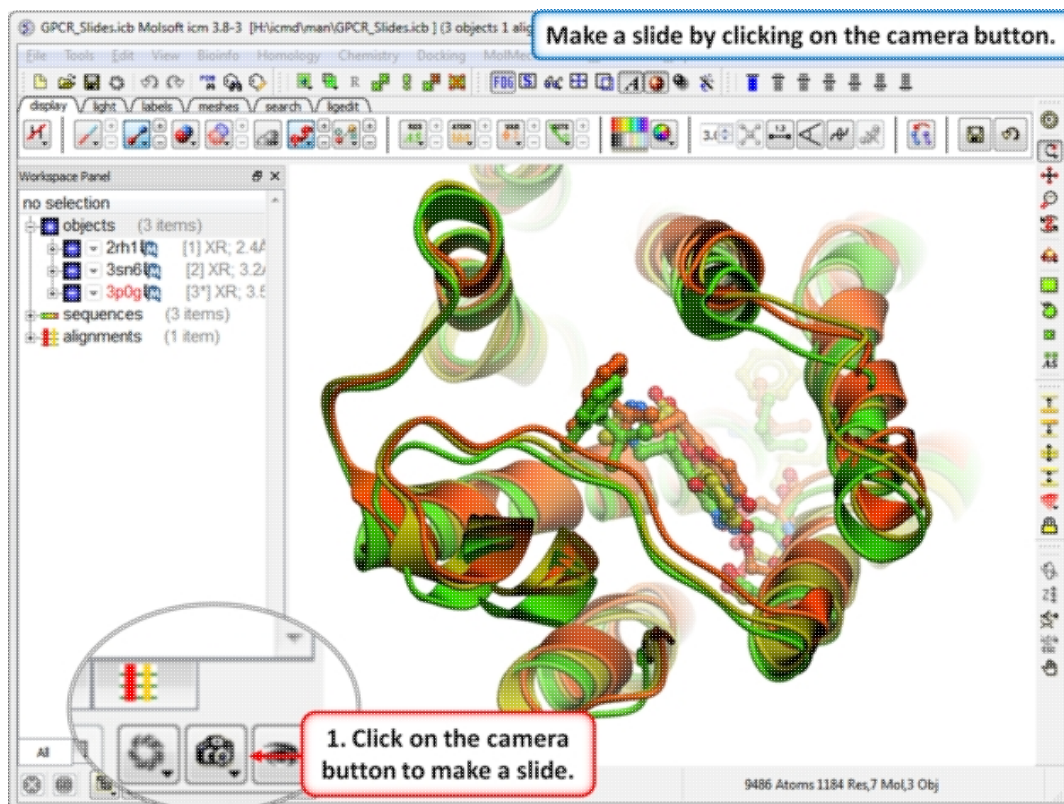 GPCR_Slides.icb Molsoft icm 3.8-3 [H:\icmd\man\GPCR_Slides.icb ] (3 objects 1 alig
Make a slide by clicking on the camera button.
File Tools Edit View Bioinfo Homology Chemistry Docking MolMec
display light labels meshes search ligedit
Workspace Panel
no selection
objects (3 items)
2rh1 [1] XR; 2.4Å
3sn6 [2] XR; 3.2Å
3p0g [3*] XR; 3.5
sequences (3 items)
alignments (1 item)
1. Click on the camera
button to make a slide.
All
9486 Atoms 1184 Res,7 Mol,3 Obj